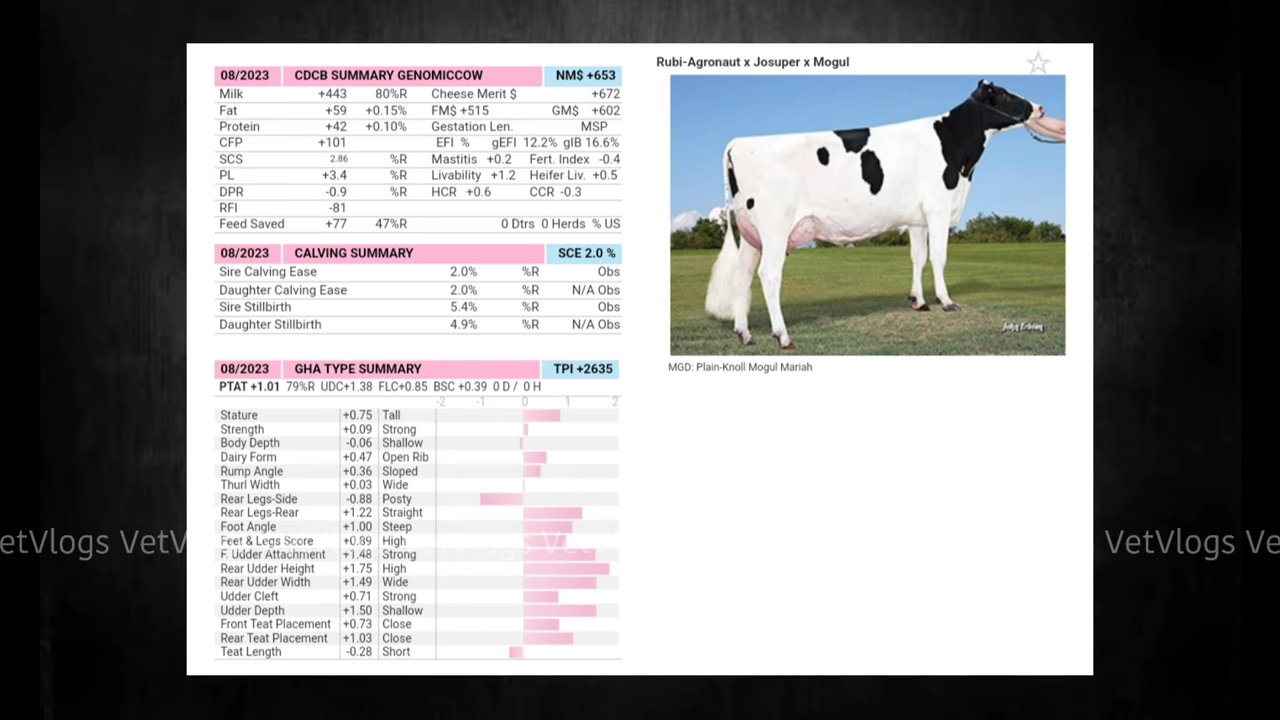 08/2023 CDCB SUMMARY GENOMICCOW NM$ +653
Milk +443 80%R Cheese Merit $ +672
Fat +59 +0.15% FM$ +515 GM$ +602
Protein +42 +0.10% Gestation Len. MSP
CFP +101 EFI % gEFI 12.2% gIB 16.6%
SCS 2.86 %R Mastitis +0.2 Fert. Index -0.4
PL +3.4 %R Livability +1.2 Heifer Liv. +0.5
DPR -0.9 %R HCR +0.6 CCR -0.3
RFI -81
Feed Saved +77 47%R 0 Dtrs 0 Herds % US
08/2023 CALVING SUMMARY SCE 2.0 %
Sire Calving Ease 2.0% %R Obs
Daughter Calving Ease 2.0% %R N/A Obs
Sire Stillbirth 5.4% %R Obs
Daughter Stillbirth 4.9% %R N/A Obs
08/2023 GHA TYPE SUMMARY TPI +2635
PTAT +1.01 79%R UDC+1.38 FLC+0.85 BSC +0.39 0 D / 0 H
-2 -1 0 1 2
Stature +0.75 Tall
Strength +0.09 Strong
Body Depth -0.06 Shallow
Dairy Form +0.47 Open Rib
Rump Angle +0.36 Sloped
Thurl Width +0.03 Wide
Rear Legs-Side -0.88 Posty
Rear Legs-Rear +1.22 Straight
Foot Angle +1.00 Steep
Feet & Legs Score +0.89 High
F. Udder Attachment +1.48 Strong
Rear Udder Height +1.75 High
Rear Udder Width +1.49 Wide
Udder Cleft +0.71 Strong
Udder Depth +1.50 Shallow
Front Teat Placement +0.73 Close
Rear Teat Placement +1.03 Close
Teat Length -0.28 Short
Rubi-Agronaut x Josuper x Mogul
MGD: Plain-Knoll Mogul Mariah
etVlogs VetV
VetVlogs Ve